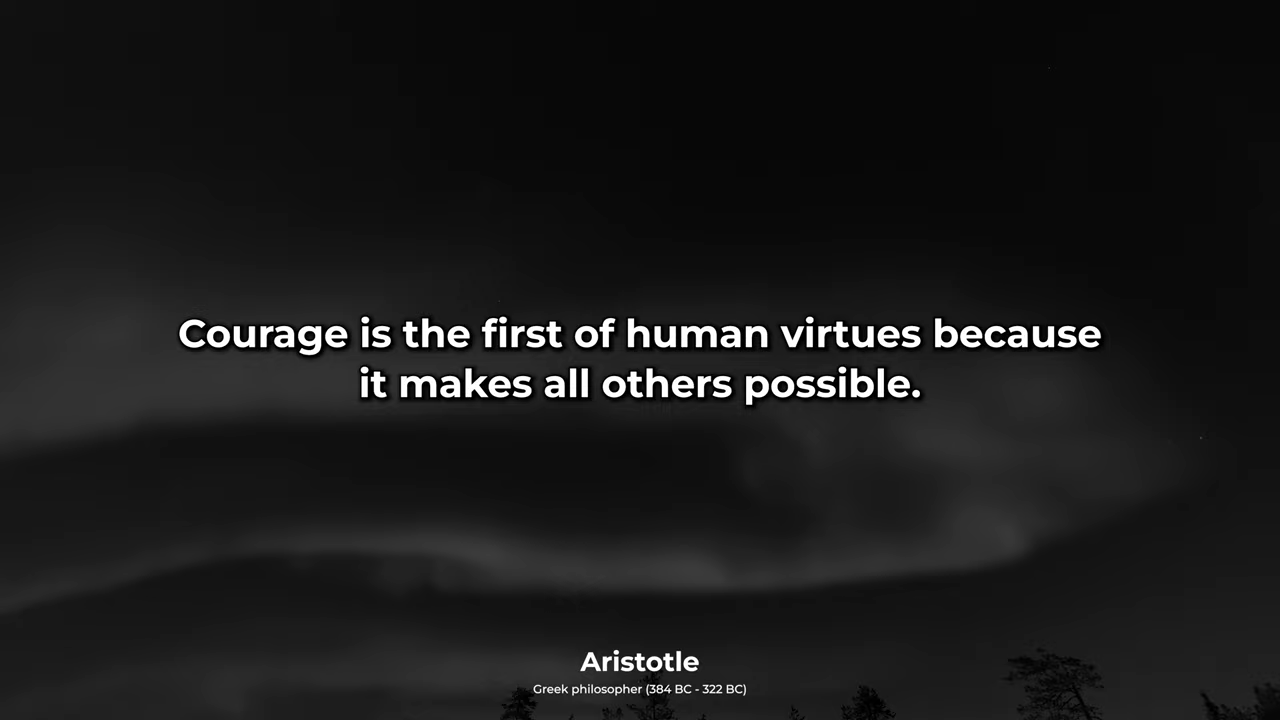 Courage is the first of human virtues because
it makes all others possible.
Aristotle
Greek philosopher (384 BC - 322 BC)